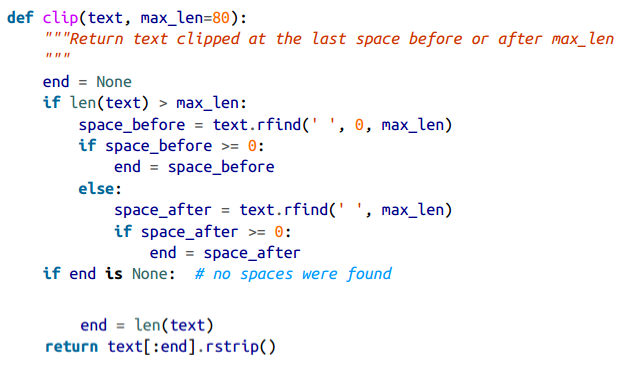 def clip(text, max_len=80):
    """Return text clipped at the last space before or after max_len
    """
    end = None
    if len(text) > max_len:
        space_before = text.rfind(' ', 0, max_len)
        if space_before >= 0:
            end = space_before
        else:
            space_after = text.rfind(' ', max_len)
            if space_after >= 0:
                end = space_after
    if end is None:  # no spaces were found
        end = len(text)
    return text[:end].rstrip()